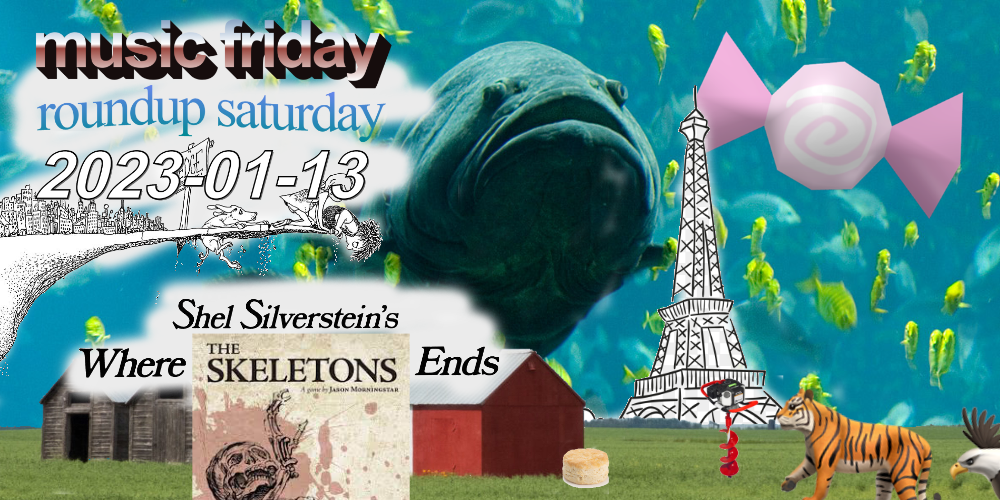 music friday
roundup saturday
2023-01-13
Shel Silverstein's
Where
THE
SKELETONS
A game by JASON MORNINGSTAR
Ends